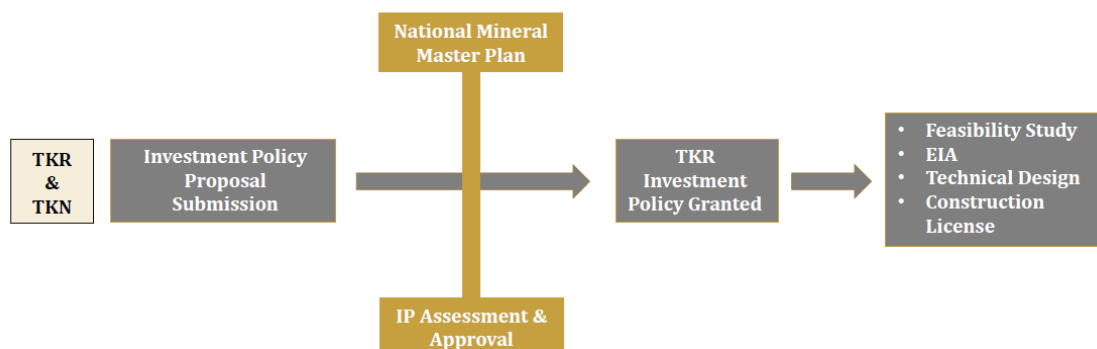 National Mineral
Master Plan
TKR
&
TKN
Investment Policy
Proposal
Submission
TKR
Investment
Policy Granted
• Feasibility Study
• EIA
• Technical Design
• Construction
License
IP Assessment &
Approval